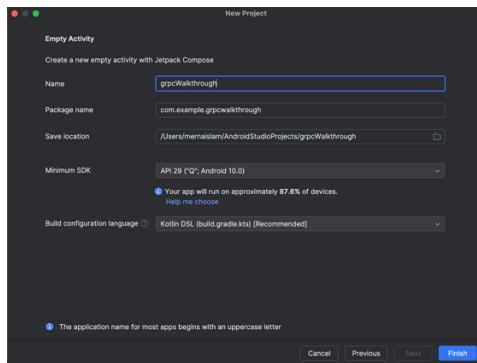 New Project
Empty Activity
Create a new empty activity with Jetpack Compose
Name
grpcWalkthrough
Package name
com.example.grpcwalkthrough
Save location
/Users/mernaislam/AndroidStudioProjects/grpcWalkthrough
Minimum SDK
API 29 ("Q"; Android 10.0)
Your app will run on approximately 87.6% of devices.
Help me choose
Build configuration language
Kotlin DSL (build.gradle.kts) [Recommended]
The application name for most apps begins with an uppercase letter
Cancel Previous Next Finish